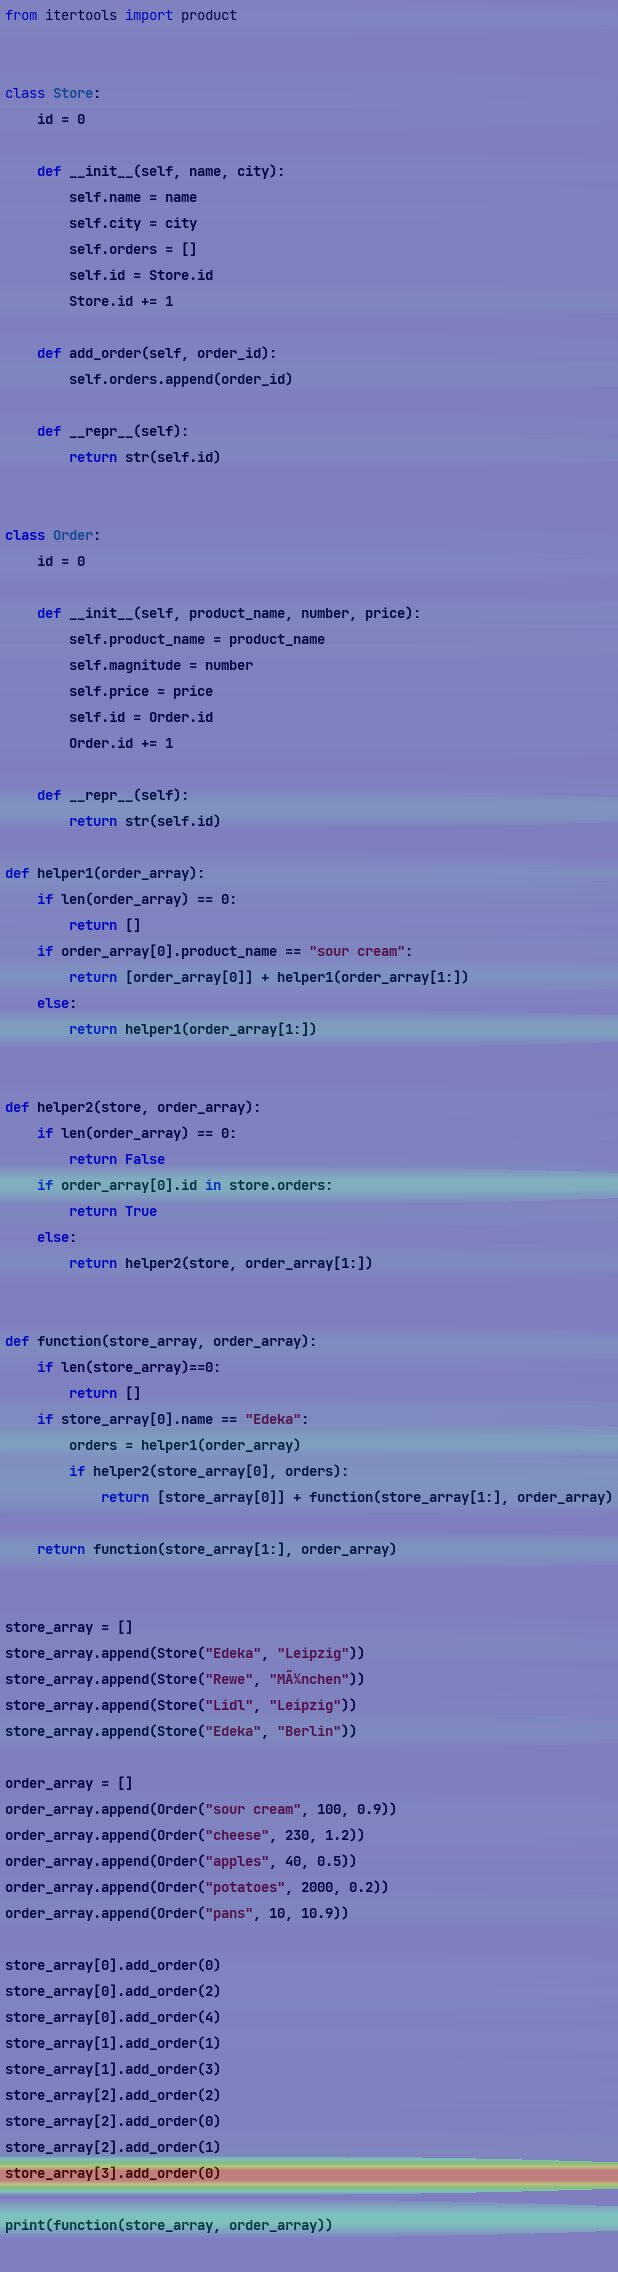 from itertools import product
class Store:
    id = 0
    def __init__(self, name, city):
        self.name = name
        self.city = city
        self.orders = []
        self.id = Store.id
        Store.id += 1
    def add_order(self, order_id):
        self.orders.append(order_id)
    def __repr__(self):
        return str(self.id)
class Order:
    id = 0
    def __init__(self, product_name, number, price):
        self.product_name = product_name
        self.magnitude = number
        self.price = price
        self.id = Order.id
        Order.id += 1
    def __repr__(self):
        return str(self.id)
def helper1(order_array):
    if len(order_array) == 0:
        return []
    if order_array[0].product_name == "sour cream":
        return [order_array[0]] + helper1(order_array[1:])
    else:
        return helper1(order_array[1:])
def helper2(store, order_array):
    if len(order_array) == 0:
        return False
    if order_array[0].id in store.orders:
        return True
    else:
        return helper2(store, order_array[1:])
def function(store_array, order_array):
    if len(store_array)==0:
        return []
    if store_array[0].name == "Edeka":
        orders = helper1(order_array)
        if helper2(store_array[0], orders):
            return [store_array[0]] + function(store_array[1:], order_array)
    return function(store_array[1:], order_array)
store_array = []
store_array.append(Store("Edeka", "Leipzig"))
store_array.append(Store("Rewe", "MÃ¼nchen"))
store_array.append(Store("Lidl", "Leipzig"))
store_array.append(Store("Edeka", "Berlin"))
order_array = []
order_array.append(Order("sour cream", 100, 0.9))
order_array.append(Order("cheese", 230, 1.2))
order_array.append(Order("apples", 40, 0.5))
order_array.append(Order("potatoes", 2000, 0.2))
order_array.append(Order("pans", 10, 10.9))
store_array[0].add_order(0)
store_array[0].add_order(2)
store_array[0].add_order(4)
store_array[1].add_order(1)
store_array[1].add_order(3)
store_array[2].add_order(2)
store_array[2].add_order(0)
store_array[2].add_order(1)
store_array[3].add_order(0)
print(function(store_array, order_array))